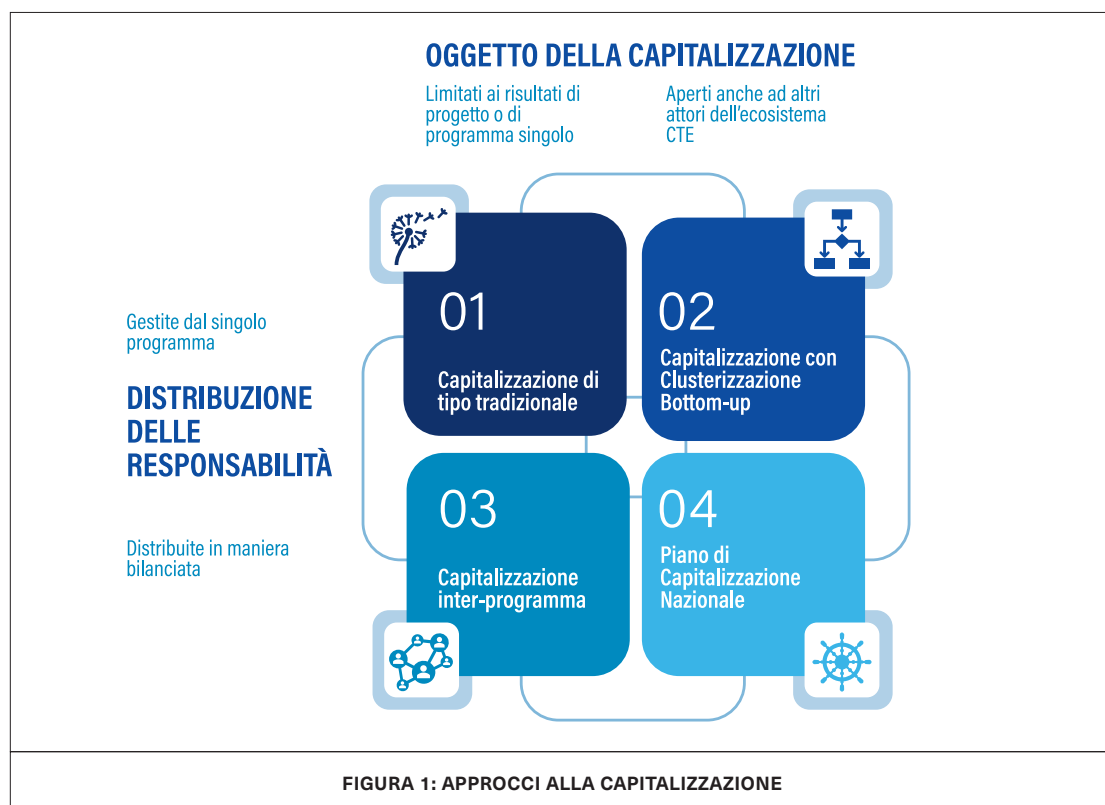 OGGETTO DELLA CAPITALIZZAZIONE
Limitati ai risultati di
progetto o di
programma singolo
Aperti anche ad altri
attori dell'ecosistema
CTE
Gestite dal singolo
programma
DISTRIBUZIONE
DELLE
RESPONSABILITÀ
Distribuite in maniera
bilanciata
01
Capitalizzazione di
tipo tradizionale
02
Capitalizzazione con
Clusterizzazione
Bottom-up
03
Capitalizzazione
inter-programma
04
Piano di
Capitalizzazione
Nazionale
FIGURA 1: APPROCCI ALLA CAPITALIZZAZIONE